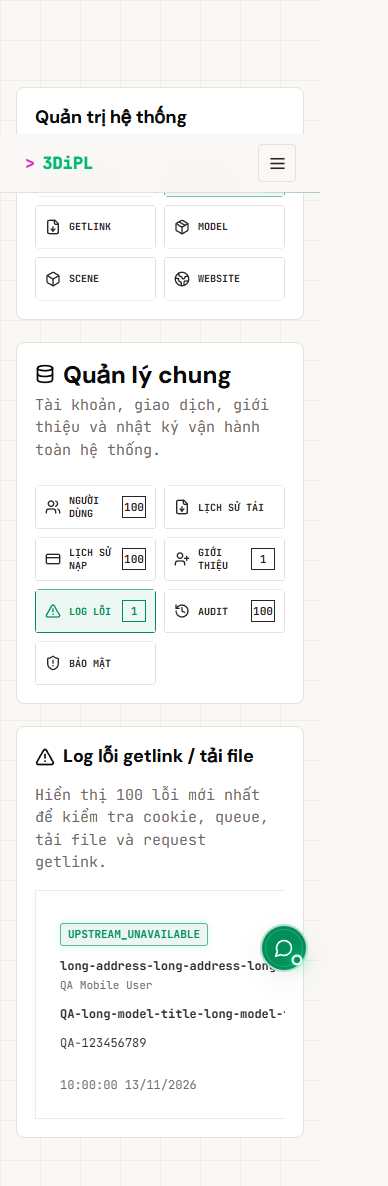 Quản trị hệ thống
> 3DiPL
GETLINK
MODEL
SCENE
WEBSITE
Quản lý chung
Tài khoản, giao dịch, giới
thiệu và nhật ký vận hành
toàn hệ thống.
NGƯỜI
DÙNG
100
LỊCH SỬ TẢI
LỊCH SỬ
NẠP
100
GIỚI
THIỆU
1
LOG LỖI
1
AUDIT
100
BẢO MẬT
Log lỗi getlink / tải file
Hiển thị 100 lỗi mới nhất
để kiểm tra cookie, queue,
tải file và request
getlink.
UPSTREAM_UNAVAILABLE
long-address-long-address-long
QA Mobile User
QA-long-model-title-long-model-
QA-123456789
10:00:00 13/11/2026